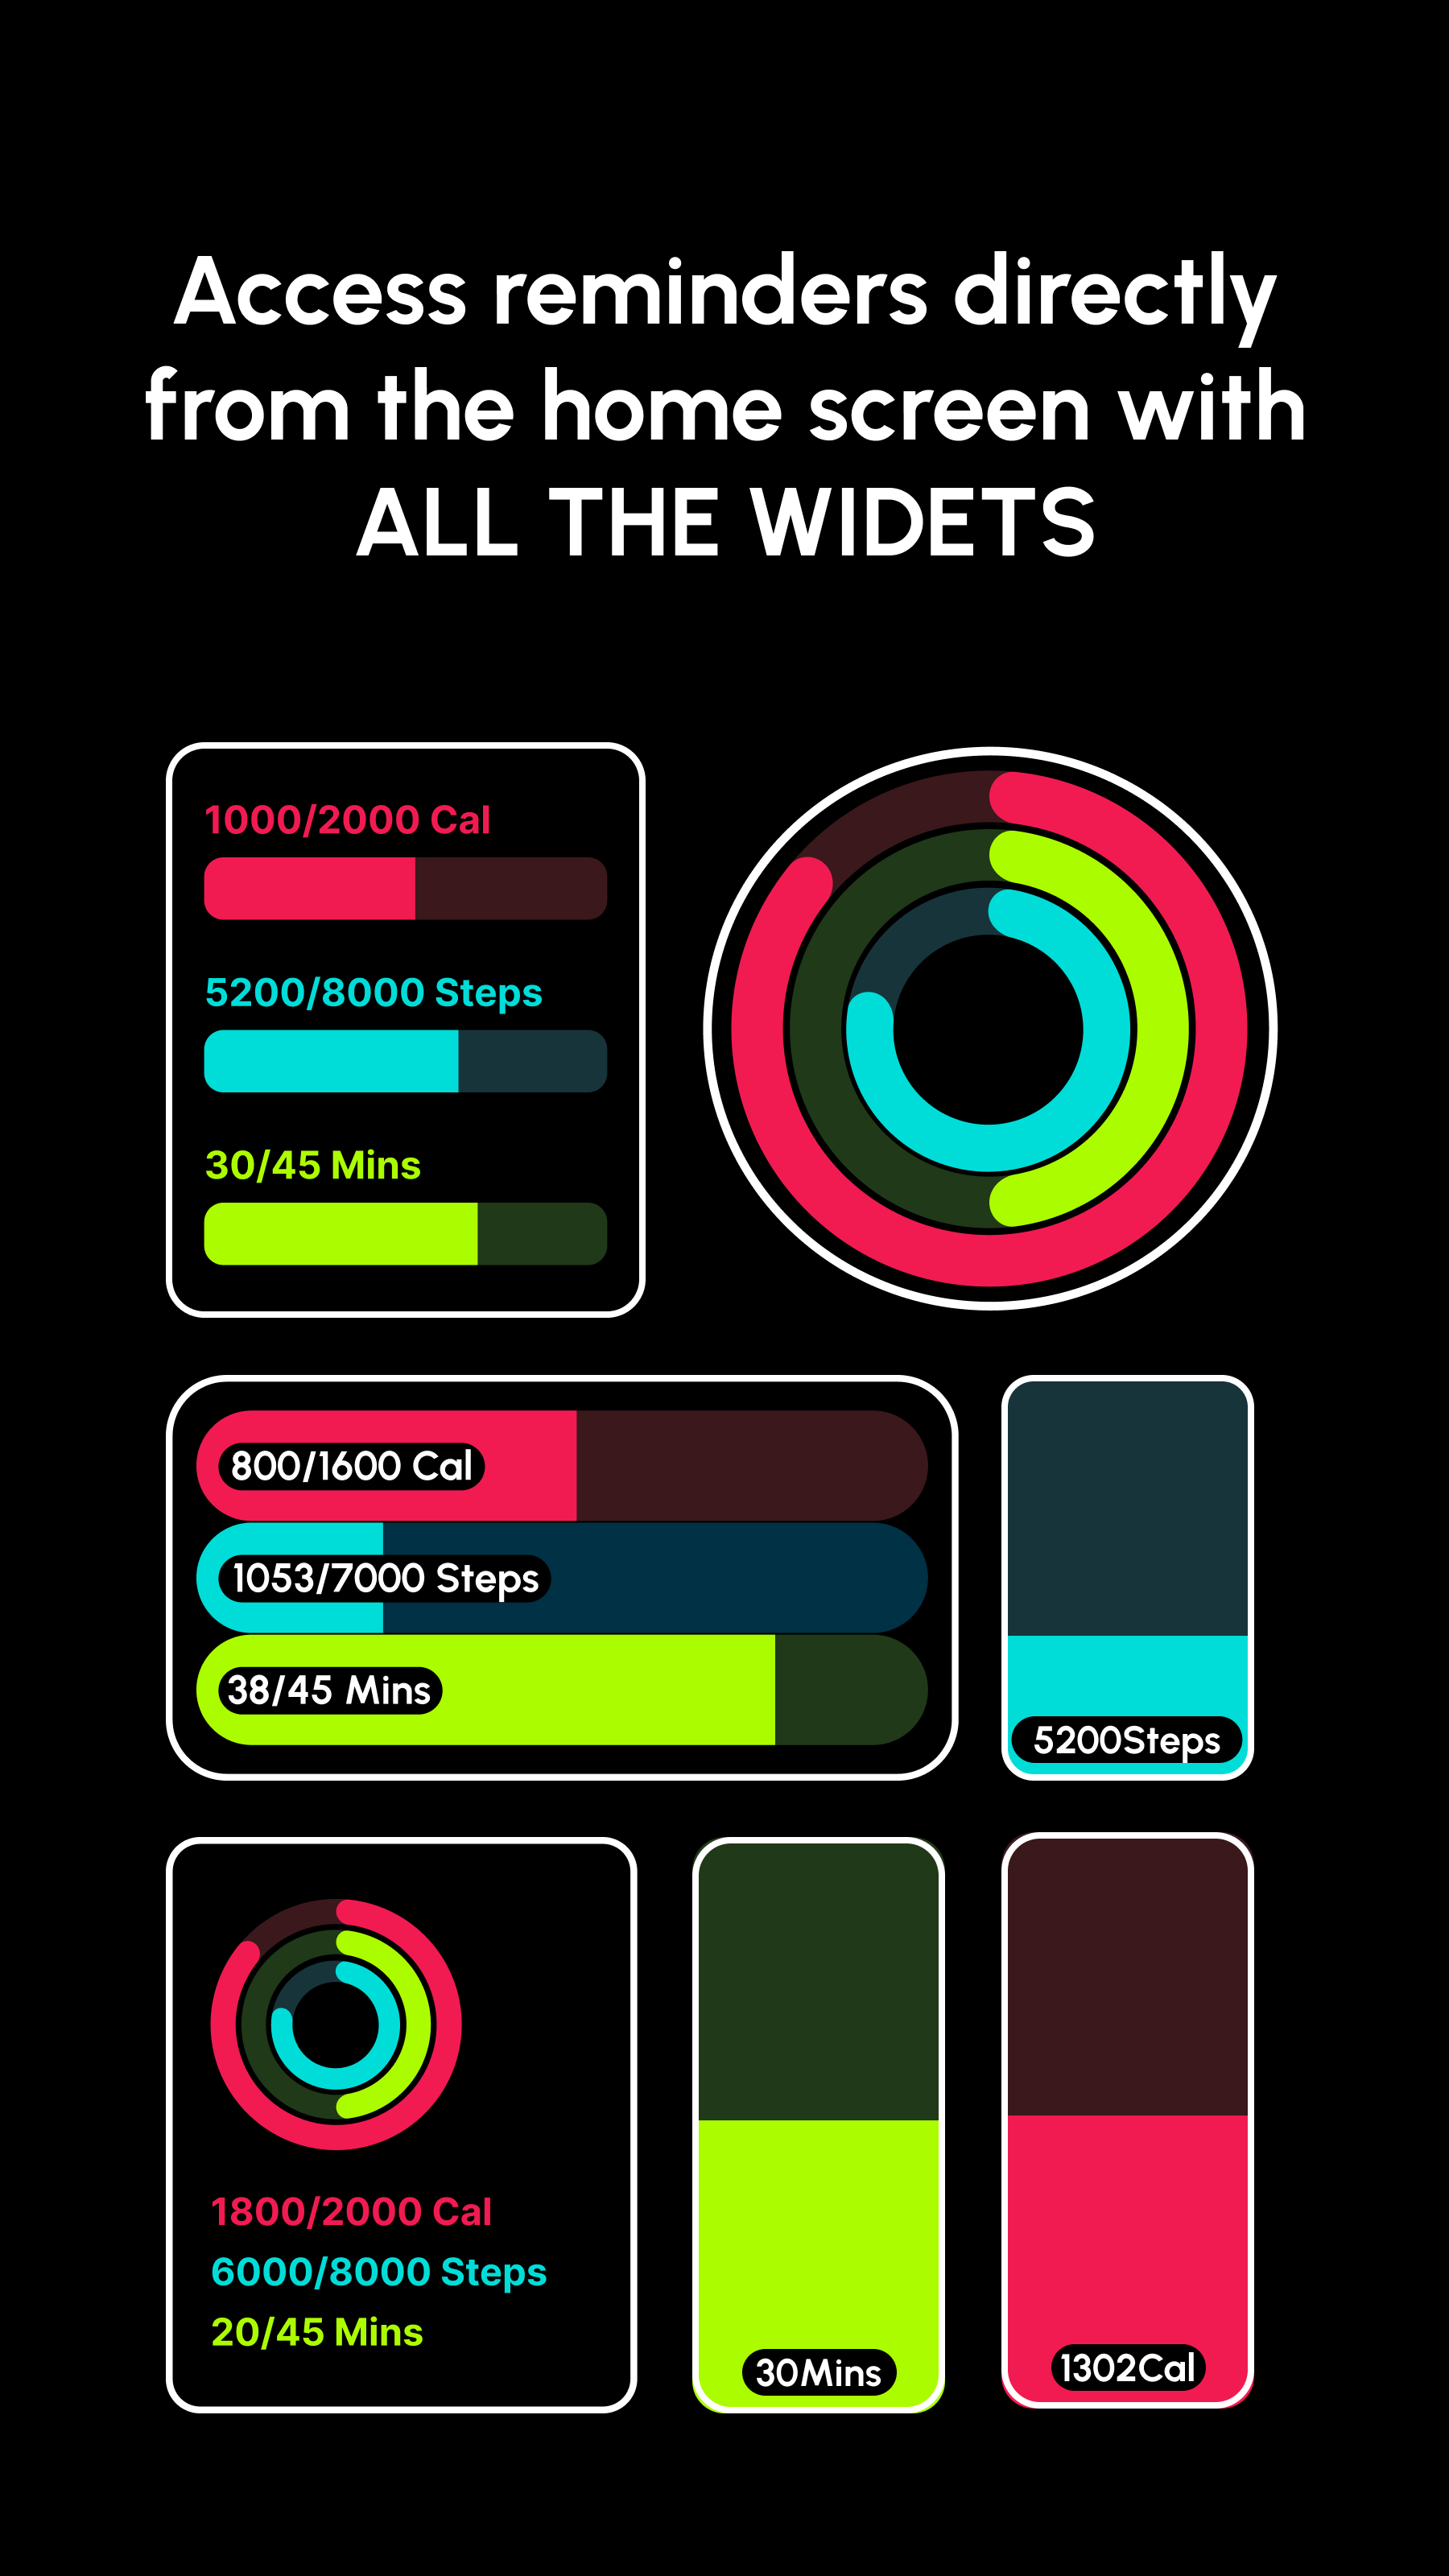 Access reminders directly
from the home screen with
ALL THE WIDETS
1000/2000 Cal
5200/8000 Steps
30/45 Mins
800/1600 Cal
1053/7000 Steps
38/45 Mins
5200Steps
1800/2000 Cal
6000/8000 Steps
20/45 Mins
30Mins
1302Cal